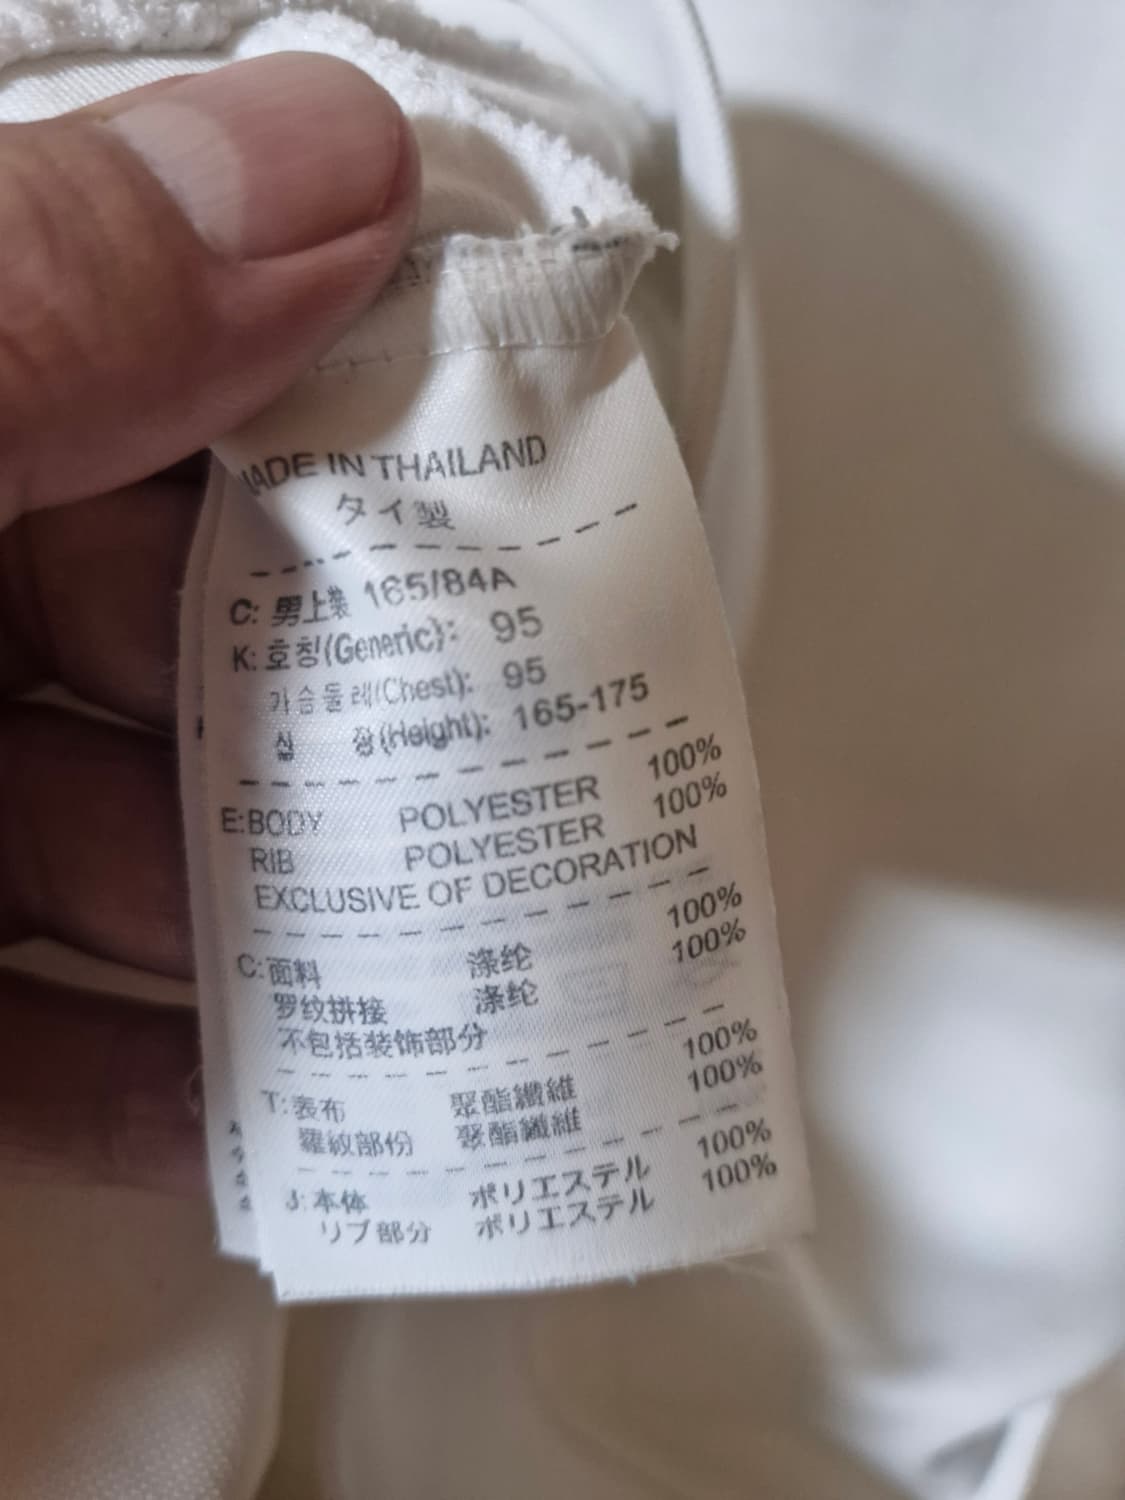 MADE IN THAILAND
タイ製
C: 男上装 165/84A
K: 호칭(Generic): 95
가슴둘레(Chest): 95
신 장(Height): 165-175
E: BODY POLYESTER 100%
RIB POLYESTER 100%
EXCLUSIVE OF DECORATION
C: 面料 涤纶 100%
罗纹拼接 涤纶 100%
不包括装饰部分
T: 表布 聚酯纖維 100%
羅紋部份 聚酯纖維 100%
J: 本体 ポリエステル 100%
リブ部分 ポリエステル 100%